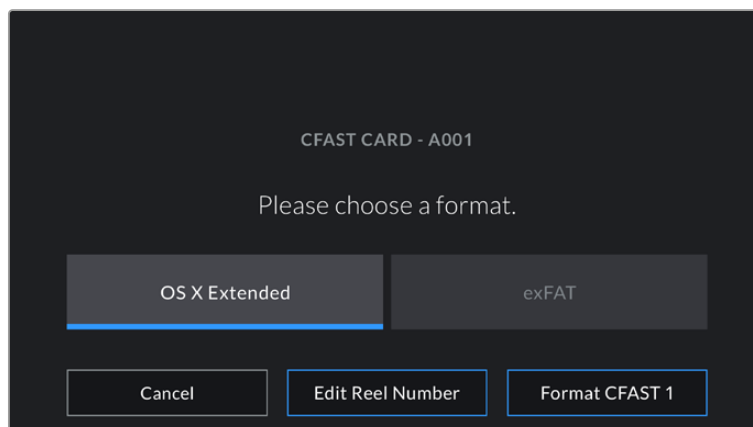 CFAST CARD - A001
Please choose a format.
OS X Extended exFAT
Cancel Edit Reel Number Format CFAST 1